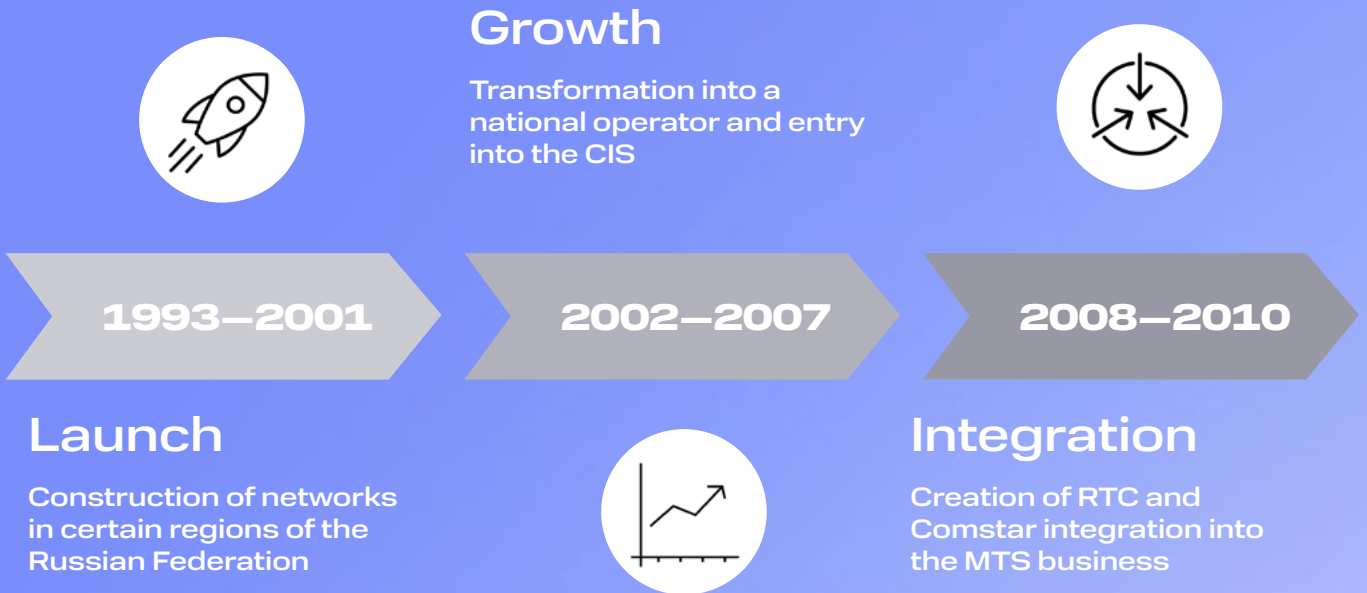 1993—2001
Launch
Construction of networks
in certain regions of the
Russian Federation
Growth
Transformation into a
national operator and entry
into the CIS
2002—2007
2008—2010
Integration
Creation of RTC and
Comstar integration into
the MTS business